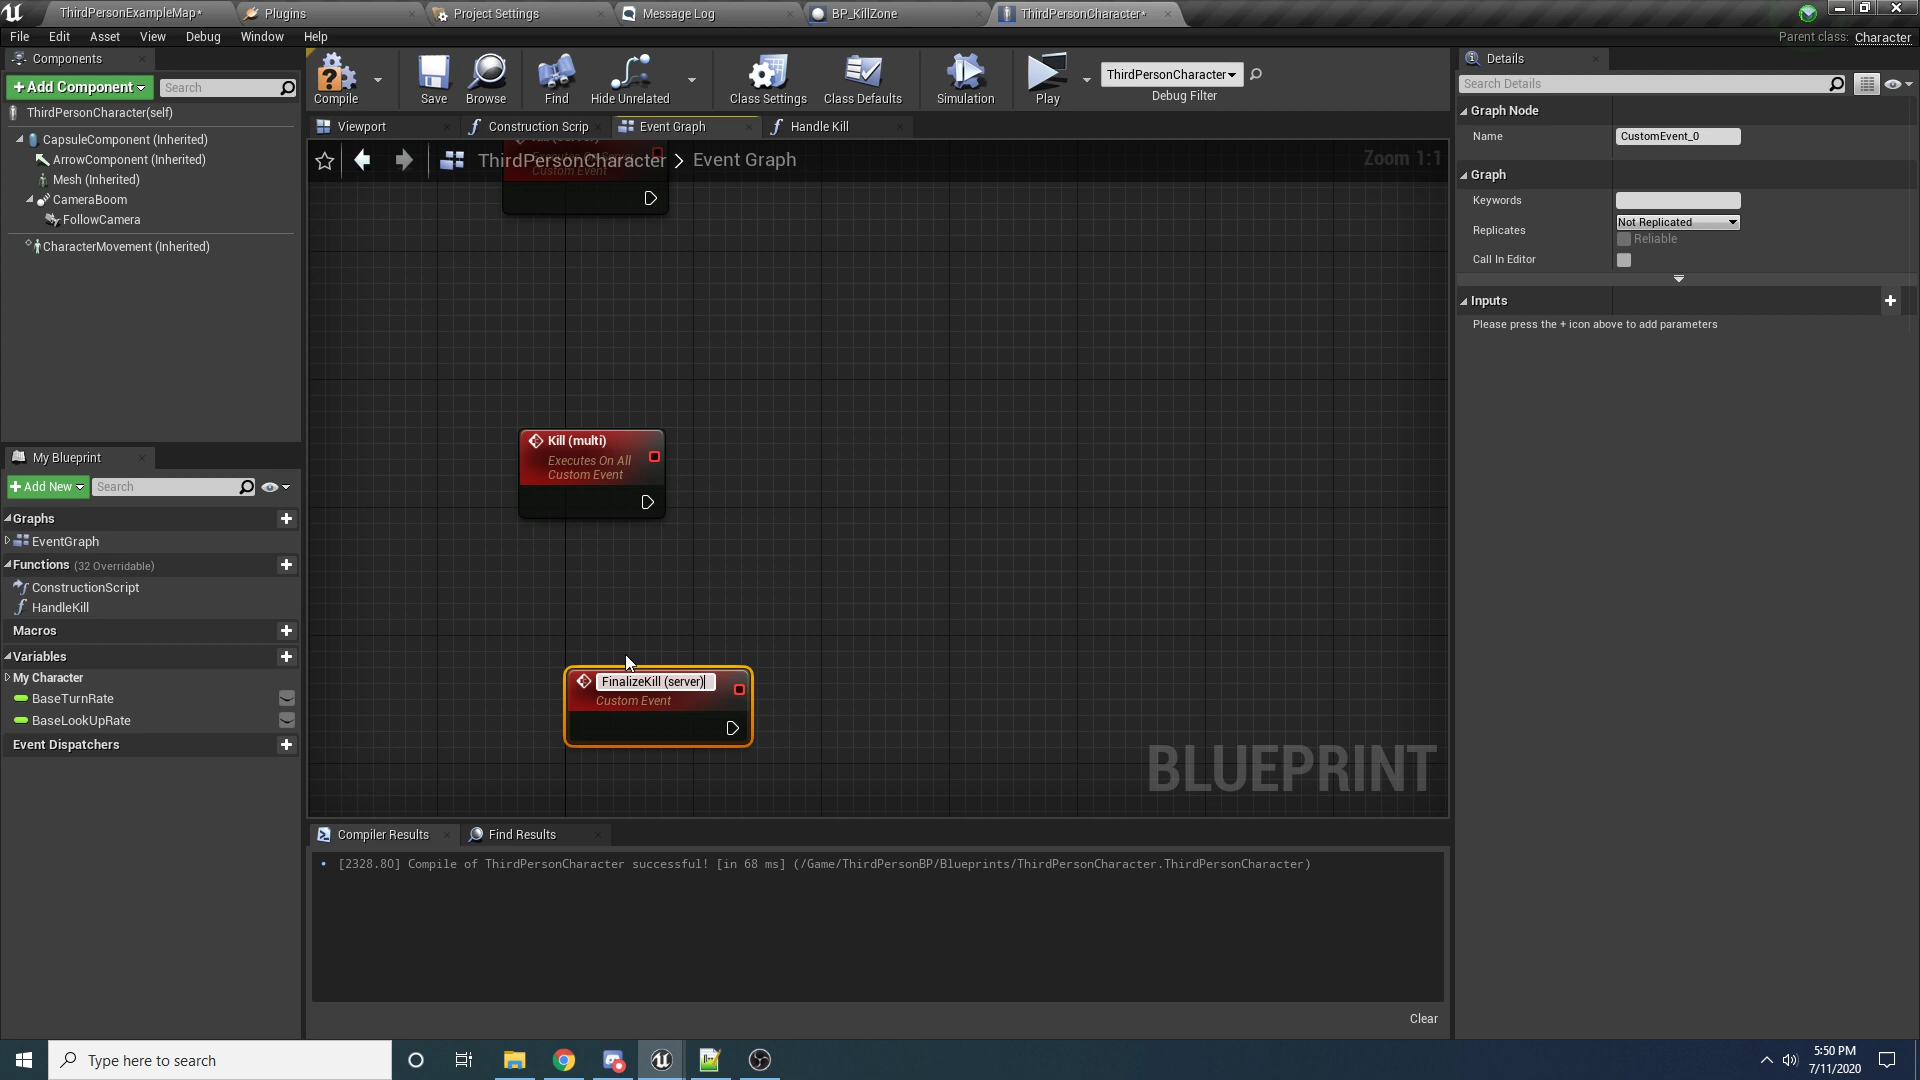 ThirdPersonExampleMap*
Plugins
Project Settings
Message Log
BP_KillZone
ThirdPersonCharacter*
File Edit Asset View Debug Window Help
Parent class: Character
Components
+Add Component
Search
ThirdPersonCharacter(self)
CapsuleComponent (Inherited)
ArrowComponent (Inherited)
Mesh (Inherited)
CameraBoom
FollowCamera
CharacterMovement (Inherited)
Compile
Save
Browse
Find
Hide Unrelated
Class Settings
Class Defaults
Simulation
Play
ThirdPersonCharacter
Debug Filter
Viewport
Construction Scrip
Event Graph
Handle Kill
ThirdPersonCharacter > Event Graph
Zoom 1:1
Custom Event
Kill (multi)
Executes On All
Custom Event
FinalizeKill (server)
Custom Event
BLUEPRINT
My Blueprint
+Add New
Search
Graphs
EventGraph
Functions (32 Overridable)
ConstructionScript
HandleKill
Macros
Variables
My Character
BaseTurnRate
BaseLookUpRate
Event Dispatchers
Compiler Results
Find Results
[2328.80] Compile of ThirdPersonCharacter successful! [in 68 ms] (/Game/ThirdPersonBP/Blueprints/ThirdPersonCharacter.ThirdPersonCharacter)
Clear
Details
Search Details
Graph Node
Name CustomEvent_0
Graph
Keywords
Replicates Not Replicated
Reliable
Call In Editor
Inputs
Please press the + icon above to add parameters
Type here to search
5:50 PM
7/11/2020